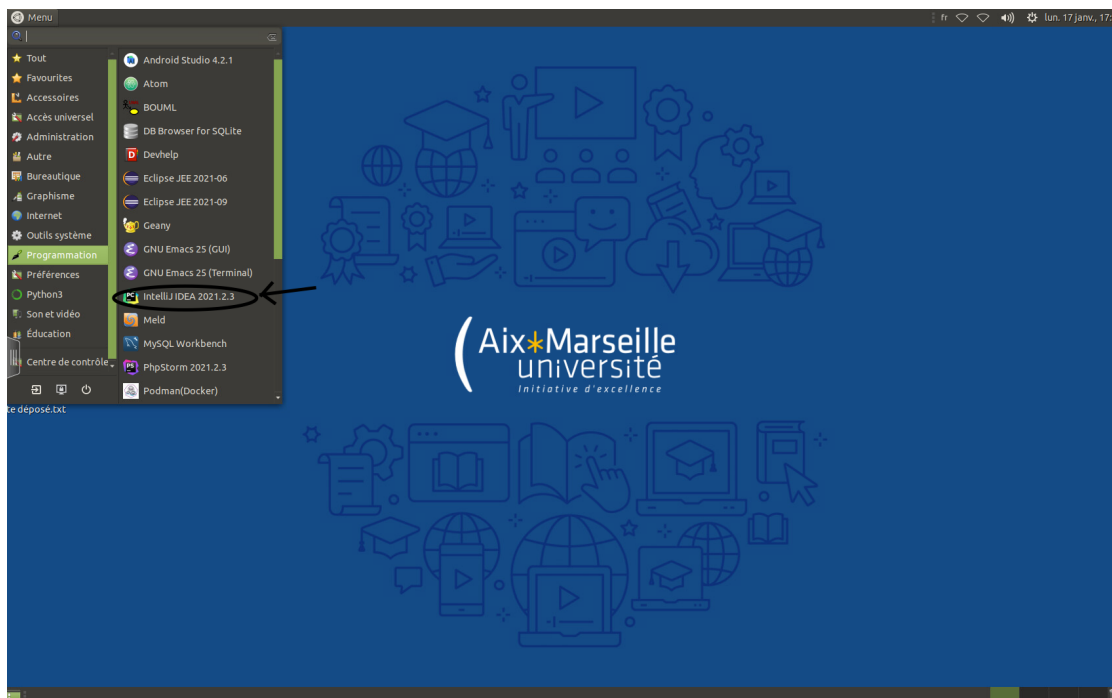 Menu
fr
lun. 17 janv., 17:
Tout
Favourites
Accessoires
Accès universel
Administration
Autre
Bureautique
Graphisme
Internet
Outils système
Programmation
Préférences
Python3
Son et vidéo
Éducation
Centre de contrôle
Android Studio 4.2.1
Atom
BOUML
DB Browser for SQLite
Devhelp
Eclipse JEE 2021-06
Eclipse JEE 2021-09
Geany
GNU Emacs 25 (GUI)
GNU Emacs 25 (Terminal)
IntelliJ IDEA 2021.2.3
Meld
MySQL Workbench
PhpStorm 2021.2.3
Podman(Docker)
te déposé.txt
Aix*Marseille
université
Initiative d'excellence